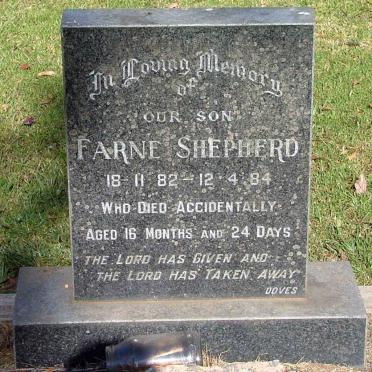 In Loving Memory
of
OUR SON
FARNE SHEPHERD
18·11·82–12·4·84
WHO DIED ACCIDENTALLY
AGED 16 MONTHS AND 24 DAYS
THE LORD HAS GIVEN AND
THE LORD HAS TAKEN AWAY
DOVES